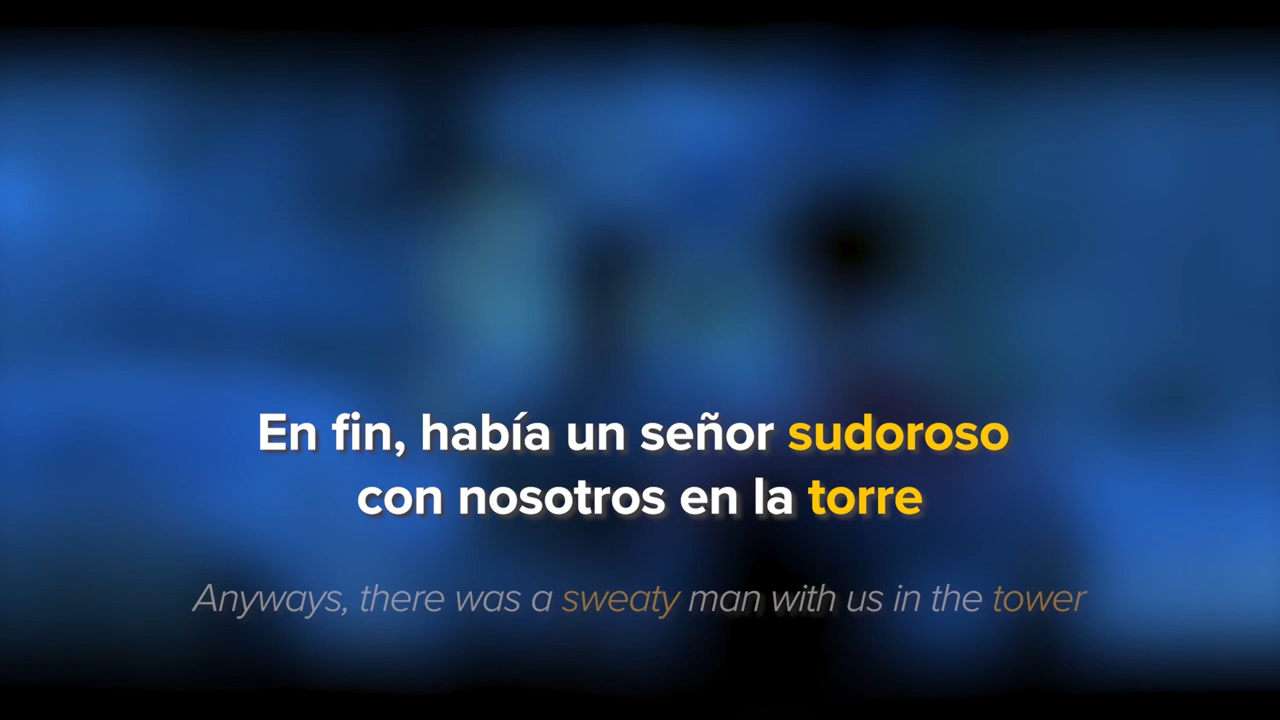 En fin, había un señor sudoroso
con nosotros en la torre
Anyways, there was a sweaty man with us in the tower